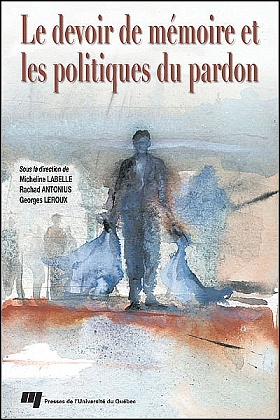 Le devoir de mémoire et
les politiques du pardon
Sous la direction de
Micheline LABELLE
Rachad ANTONIUS
Georges LEROUX
Presses de l'Université du Québec